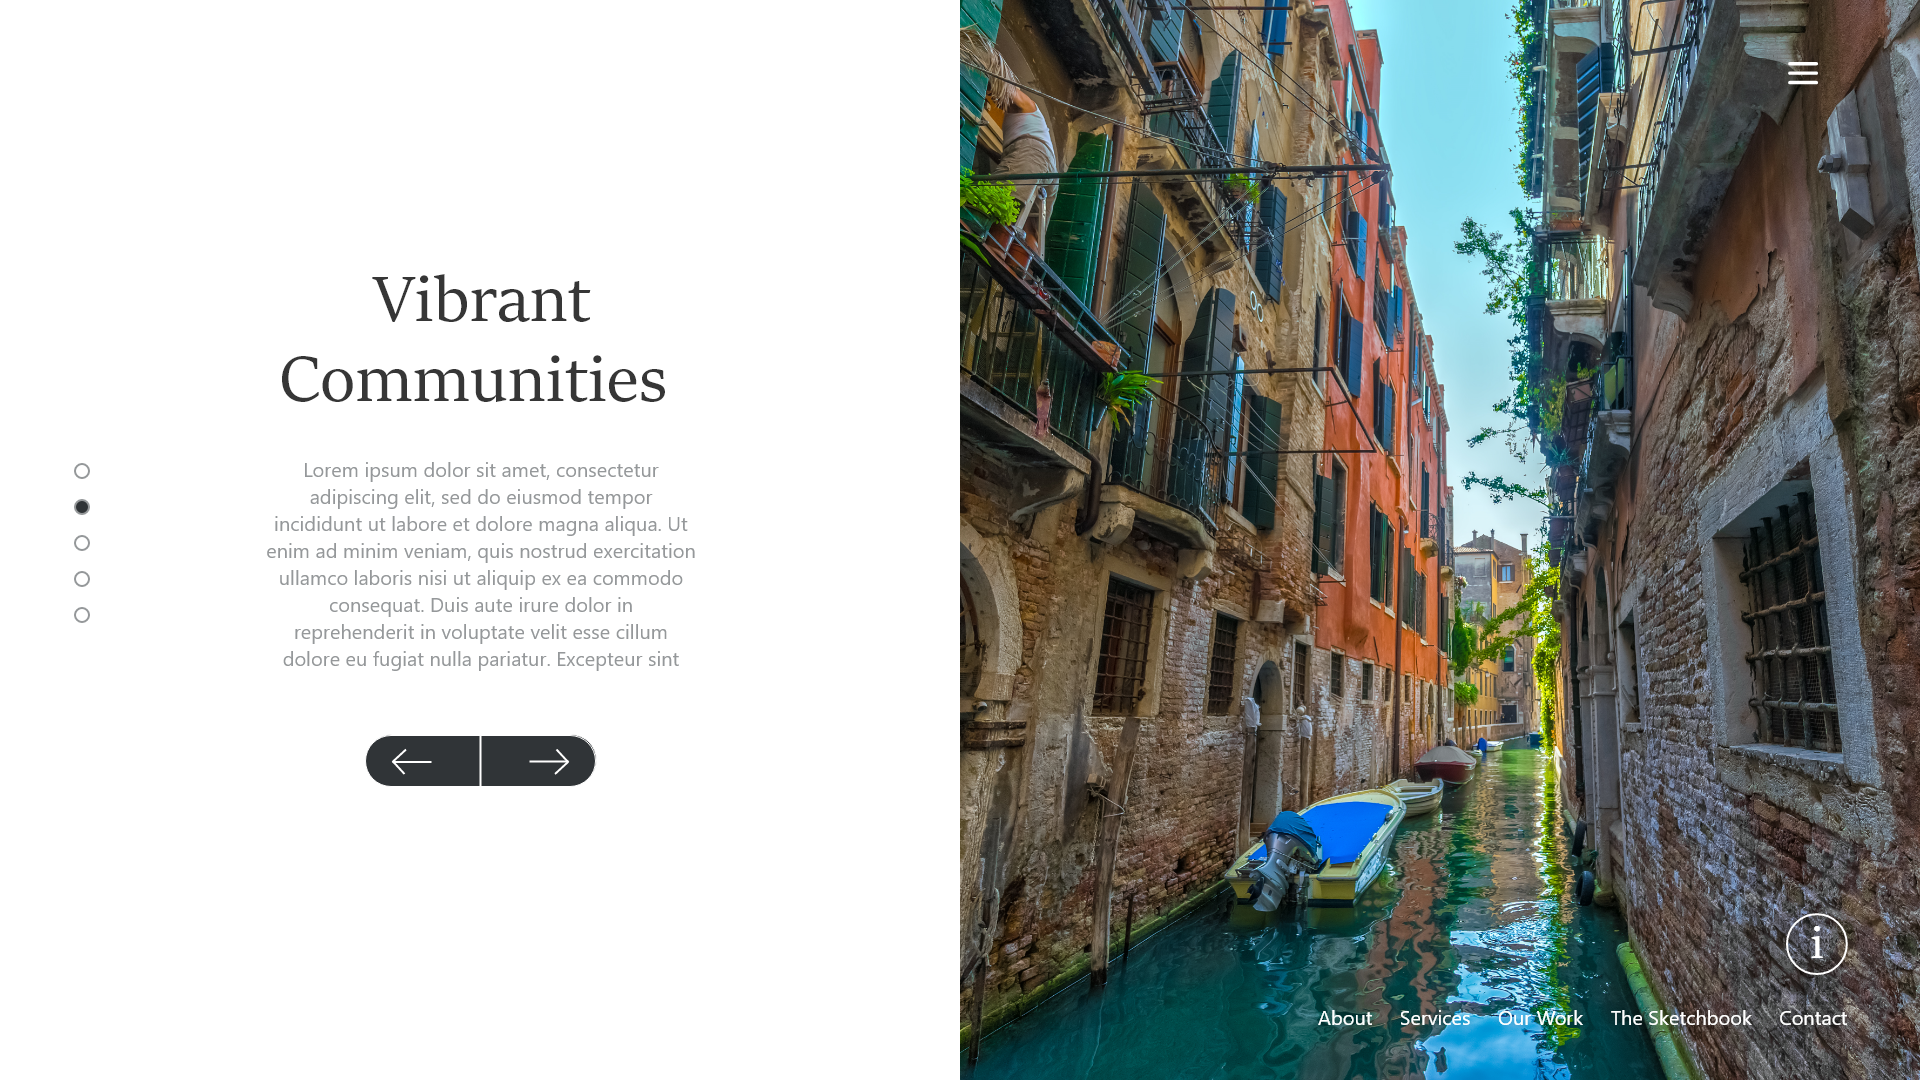 Vibrant
Communities
Lorem ipsum dolor sit amet, consectetur
adipiscing elit, sed do eiusmod tempor
incididunt ut labore et dolore magna aliqua. Ut
enim ad minim veniam, quis nostrud exercitation
ullamco laboris nisi ut aliquip ex ea commodo
consequat. Duis aute irure dolor in
reprehenderit in voluptate velit esse cillum
dolore eu fugiat nulla pariatur. Excepteur sint
i
About Services Our Work The Sketchbook Contact